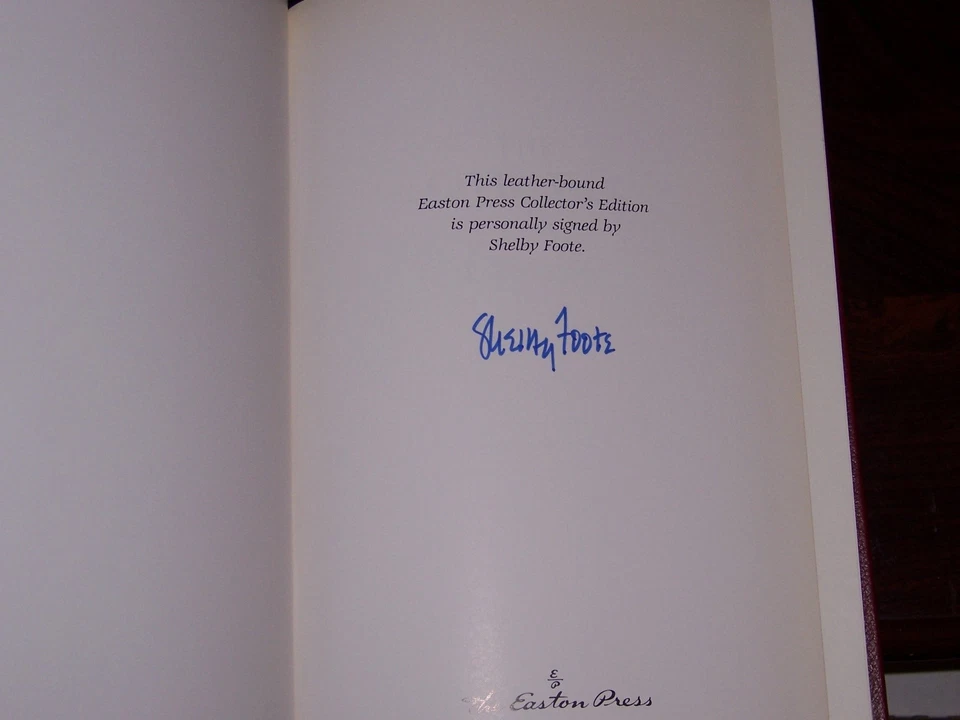 This leather-bound
Easton Press Collector's Edition
is personally signed by
Shelby Foote.
Shelby Foote
E
P
Easton Press